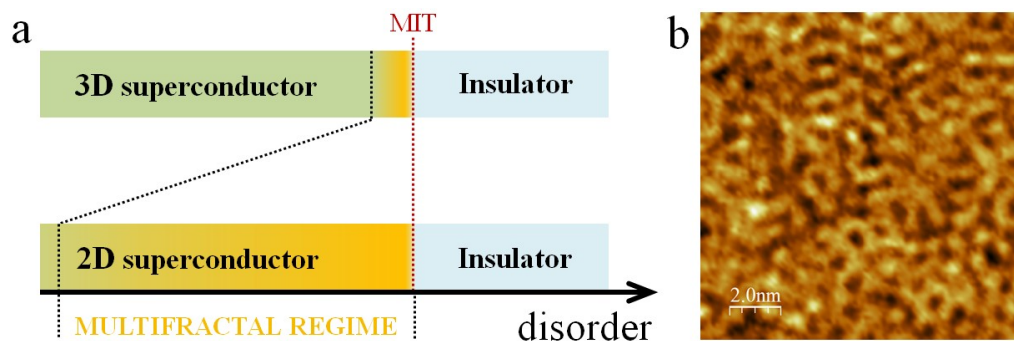 a
MIT
3D superconductor
Insulator
2D superconductor
Insulator
MULTIFRACTAL REGIME
disorder
b
2.0nm